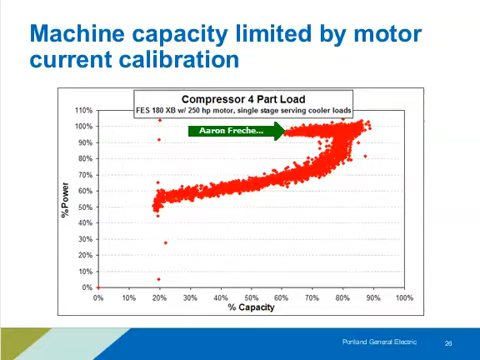 Machine capacity limited by motor
current calibration
Compressor 4 Part Load
FES 180 XB w/ 250 hp motor, single stage serving cooler loads
Aaron Freche...
110%
100%
90%
80%
70%
60%
50%
40%
30%
20%
10%
0%
%Power
0% 10% 20% 30% 40% 50% 60% 70% 80% 90% 100%
% Capacity
Portland General Electric 26